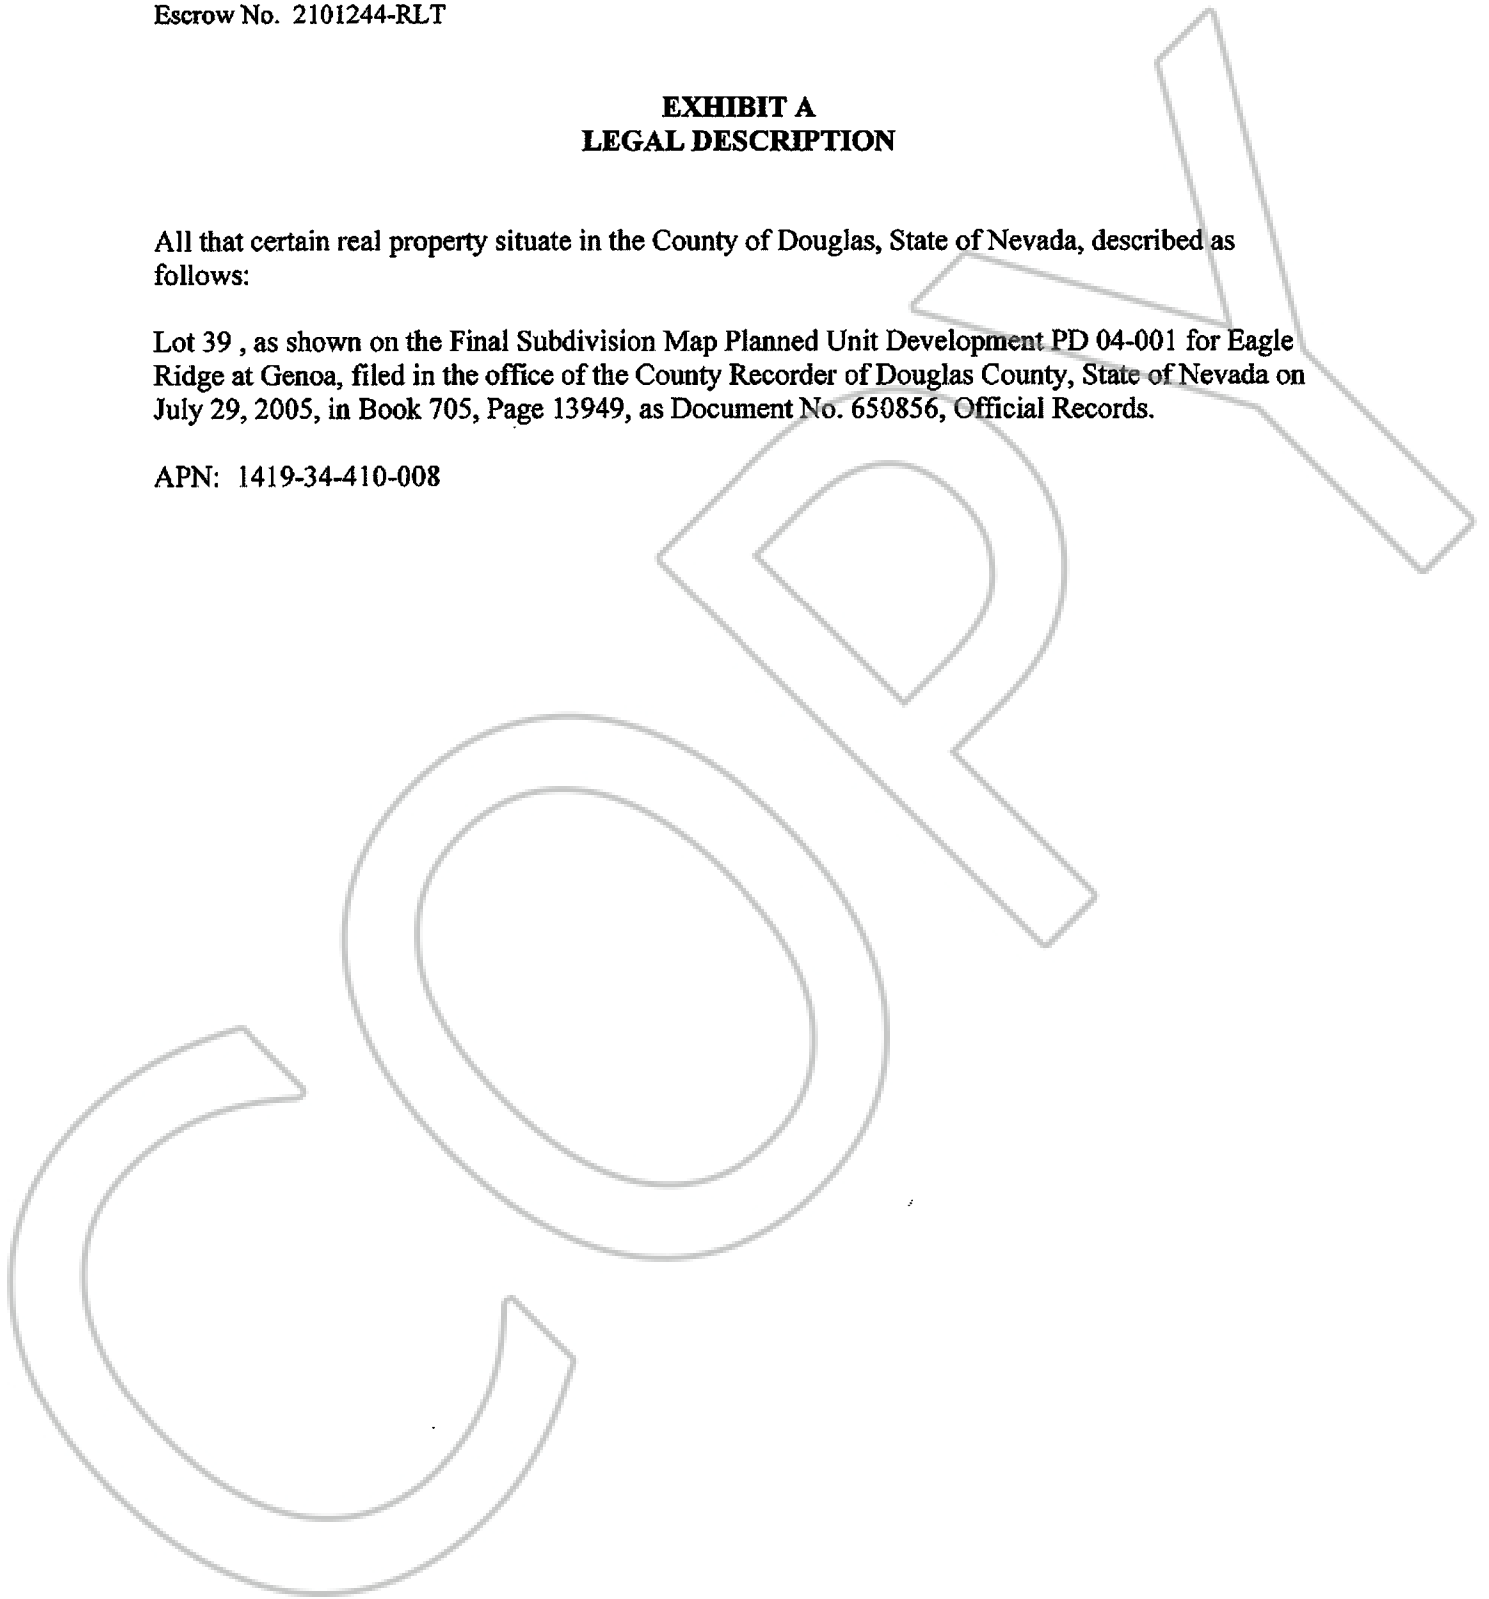 Escrow No. 2101244-RLT
EXHIBIT A
LEGAL DESCRIPTION
All that certain real property situate in the County of Douglas, State of Nevada, described as
follows:
Lot 39 , as shown on the Final Subdivision Map Planned Unit Development PD 04-001 for Eagle
Ridge at Genoa, filed in the office of the County Recorder of Douglas County, State of Nevada on
July 29, 2005, in Book 705, Page 13949, as Document No. 650856, Official Records.
APN: 1419-34-410-008
COPY